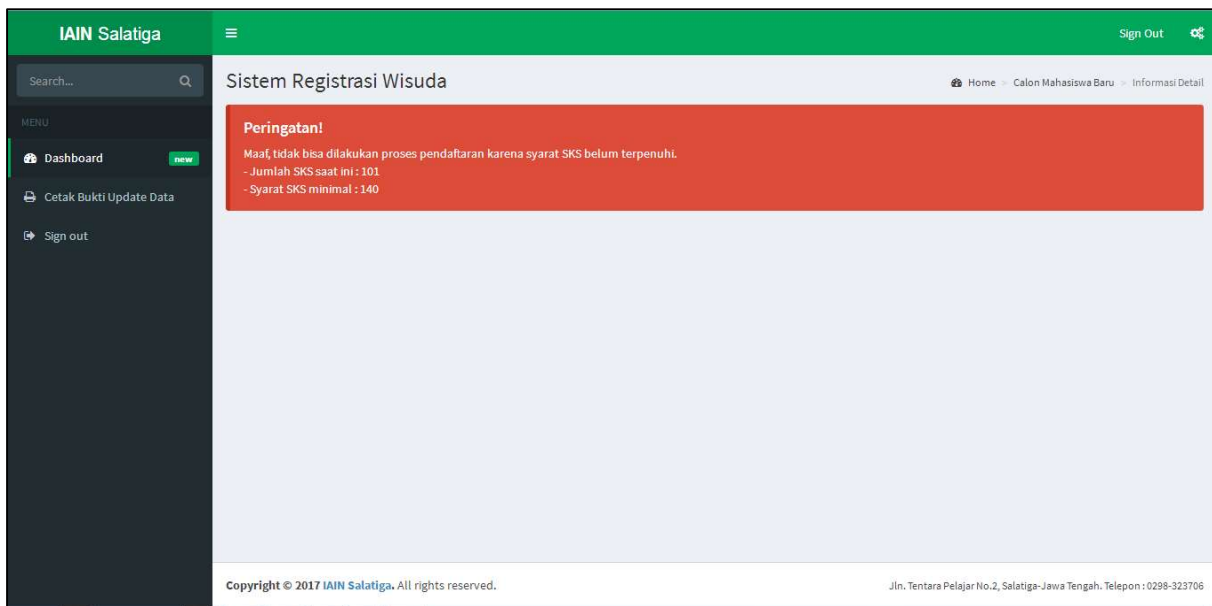 IAIN Salatiga
Sign Out
Search...
Sistem Registrasi Wisuda
Home > Calon Mahasiswa Baru > Informasi Detail
MENU
Peringatan!
Maaf, tidak bisa dilakukan proses pendaftaran karena syarat SKS belum terpenuhi.
- Jumlah SKS saat ini : 101
- Syarat SKS minimal : 140
Dashboard new
Cetak Bukti Update Data
Sign out
Copyright © 2017 IAIN Salatiga. All rights reserved.
Jln. Tentara Pelajar No.2, Salatiga-Jawa Tengah. Telepon : 0298-323706